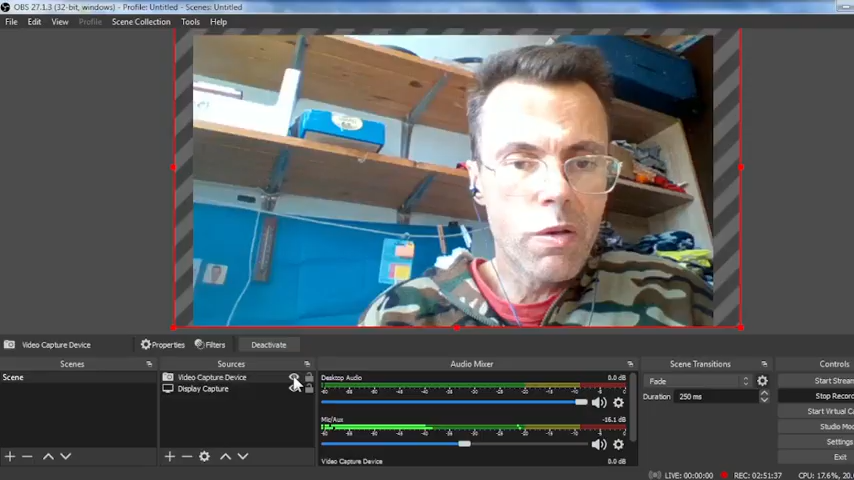 OBS 27.1.3 (32-bit, windows) - Profile: Untitled - Scenes: Untitled
File Edit View Profile Scene Collection Tools Help
Video Capture Device Properties Filters Deactivate
Scenes Sources Audio Mixer Scene Transitions Controls
Scene
Video Capture Device
Display Capture
Desktop Audio 0.0 dB
Mic/Aux -16.1 dB
Video Capture Device 0.0 dB
Fade
Duration 250 ms
Start Stream
Stop Record
Start Virtual C
Studio Mod
Settings
Exit
LIVE: 00:00:00 REC: 02:51:37 CPU: 17.6%, 20.0